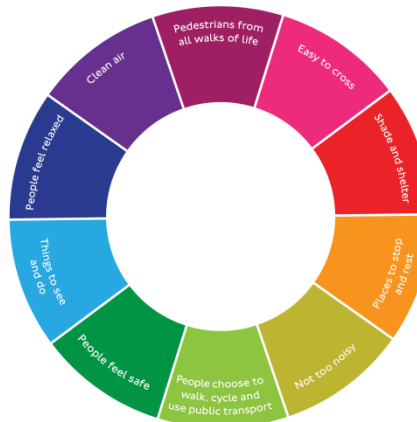 Pedestrians from
all walks of life
Easy to cross
Shade and shelter
Places to stop
and rest
Not too noisy
People choose to
walk, cycle and
use public transport
People feel safe
Things to see
and do
People feel relaxed
Clean air